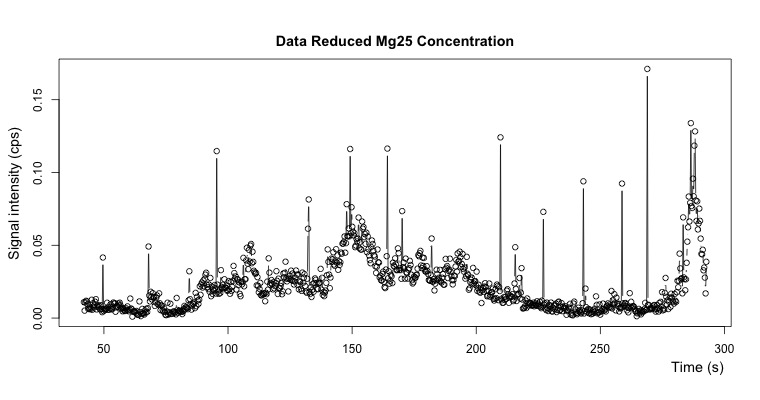 Data Reduced Mg25 Concentration
Signal intensity (cps)
0.15
0.10
0.05
0.00
50 100 150 200 250 300
Time (s)